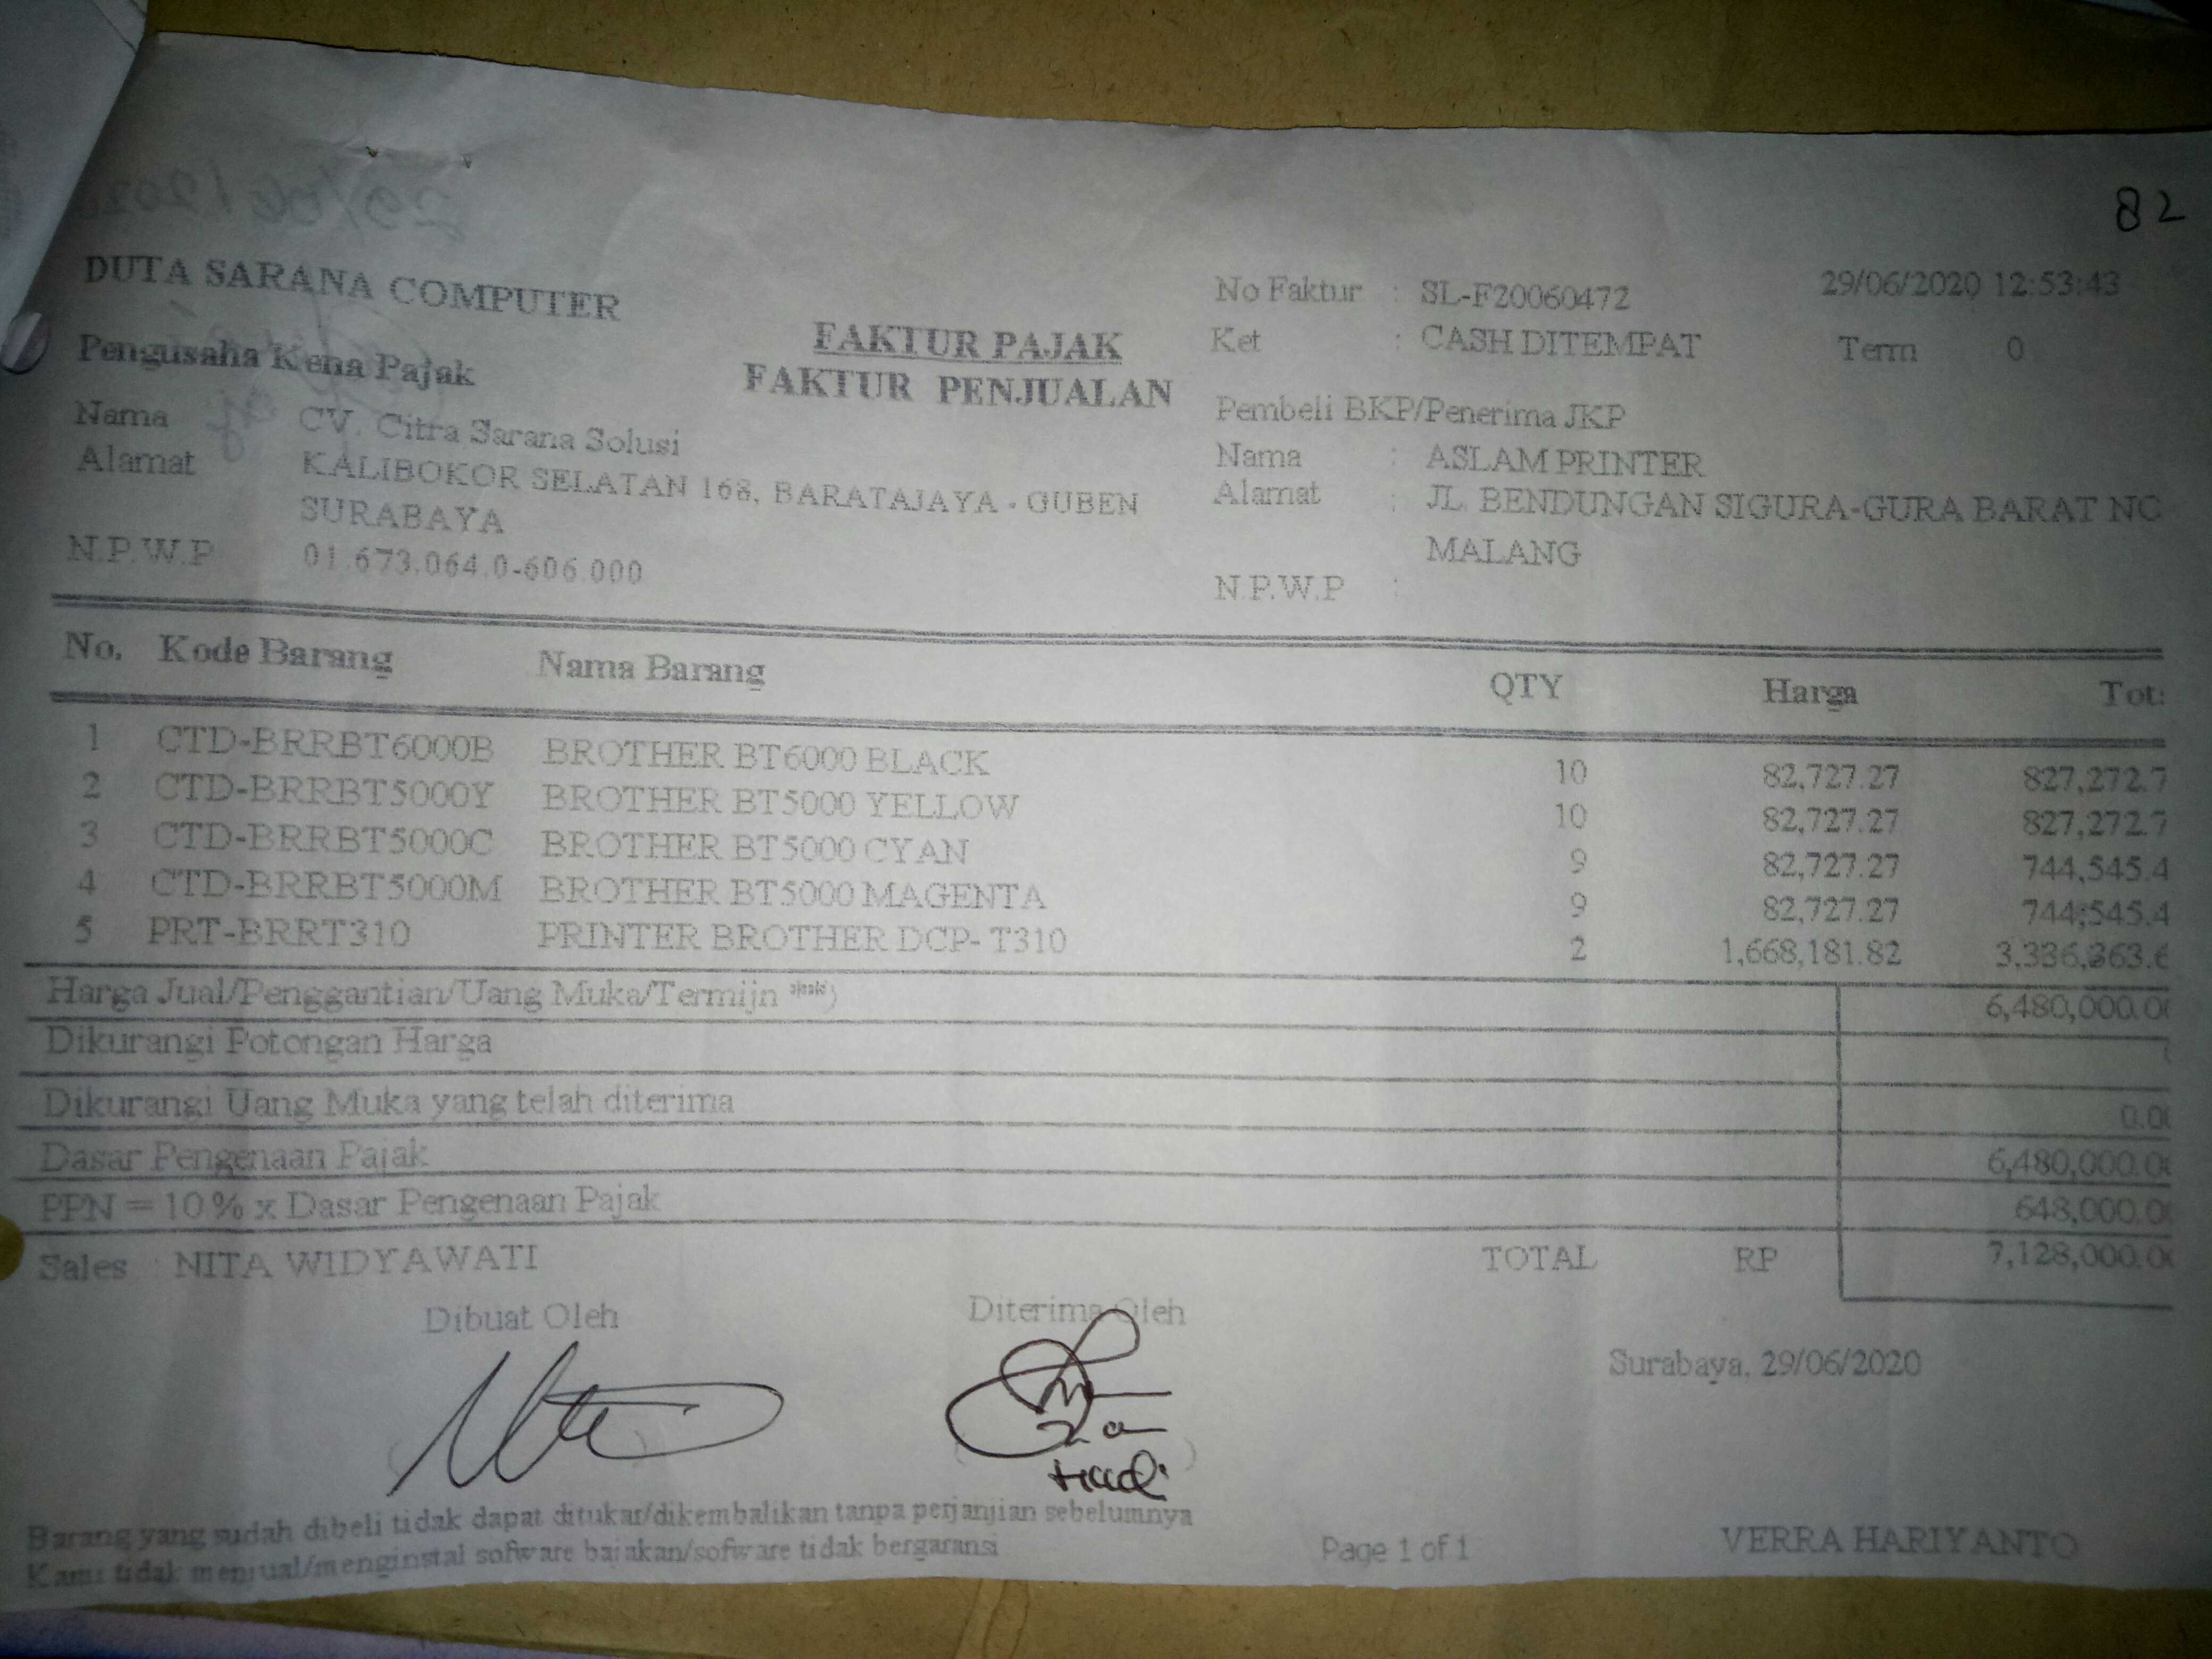 82
DUTA SARANA COMPUTER
Pengusaha Kena Pajak
Nama CV. Citra Sarana Solusi
Alamat KALIBOKOR SELATAN 168, BARATAJAYA - GUBEN
SURABAYA
N.P.W.P 01.673.064.0-606.000
FAKTUR PAJAK
FAKTUR PENJUALAN
No Faktur : SL-F20060472 29/06/2020 12:53:43
Ket : CASH DITEMPAT Term 0
Pembeli BKP/Penerima JKP
Nama : ASLAM PRINTER
Alamat : JL. BENDUNGAN SIGURA-GURA BARAT NO
MALANG
N.P.W.P :
No. Kode Barang Nama Barang QTY Harga Tot
1 CTD-BRRBT6000B BROTHER BT6000 BLACK 10 82,727.27 827,272.7
2 CTD-BRRBT5000Y BROTHER BT5000 YELLOW 10 82,727.27 827,272.7
3 CTD-BRRBT5000C BROTHER BT5000 CYAN 9 82,727.27 744,545.4
4 CTD-BRRBT5000M BROTHER BT5000 MAGENTA 9 82,727.27 744,545.4
5 PRT-BRRT310 PRINTER BROTHER DCP- T310 2 1,668,181.82 3,336,363.6
Harga Jual/Penggantian/Uang Muka/Termijn ***) 6,480,000.00
Dikurangi Potongan Harga
Dikurangi Uang Muka yang telah diterima 0.00
Dasar Pengenaan Pajak 6,480,000.00
PPN = 10% x Dasar Pengenaan Pajak 648,000.00
Sales : NITA WIDYAWATI TOTAL RP 7,128,000.00
Dibuat Oleh Diterima Oleh
Surabaya, 29/06/2020
Hadi
Barang yang sudah dibeli tidak dapat ditukar/dikembalikan tanpa perjanjian sebelumnya
Kami tidak menjual/menginstal sofware bajakan/sofware tidak bergaransi
Page 1 of 1
VERRA HARIYANTO